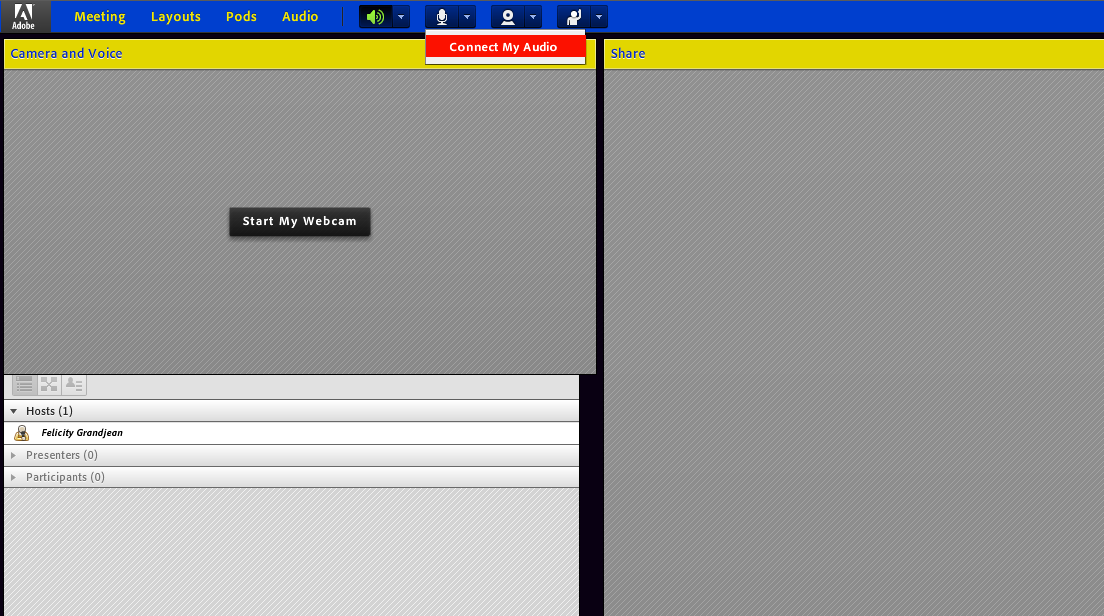 Adobe
Meeting Layouts Pods Audio
Connect My Audio
Camera and Voice
Share
Start My Webcam
Hosts (1)
Felicity Grandjean
Presenters (0)
Participants (0)